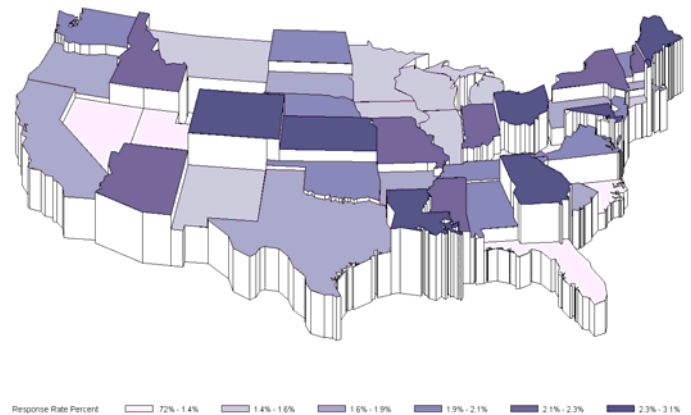 Response Rate Percent .72% - 1.4% 1.4% - 1.6% 1.6% - 1.9% 1.9% - 2.1% 2.1% - 2.3% 2.3% - 3.1%